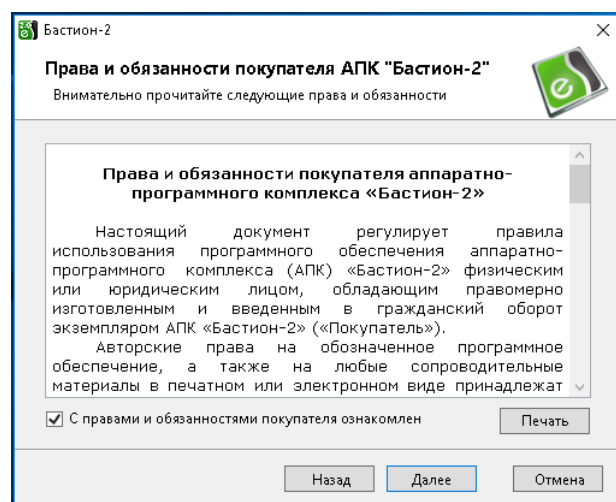 Бастион-2
Права и обязанности покупателя АПК "Бастион-2"
Внимательно прочитайте следующие права и обязанности
Права и обязанности покупателя аппаратно-
программного комплекса «Бастион-2»
Настоящий документ регулирует правила
использования программного обеспечения аппаратно-
программного комплекса (АПК) «Бастион-2» физическим
или юридическим лицом, обладающим правомерно
изготовленным и введенным в гражданский оборот
экземпляром АПК «Бастион-2» («Покупатель»).
Авторские права на обозначенное программное
обеспечение, а также на любые сопроводительные
материалы в печатном или электронном виде принадлежат
С правами и обязанностями покупателя ознакомлен
Печать
Назад
Далее
Отмена